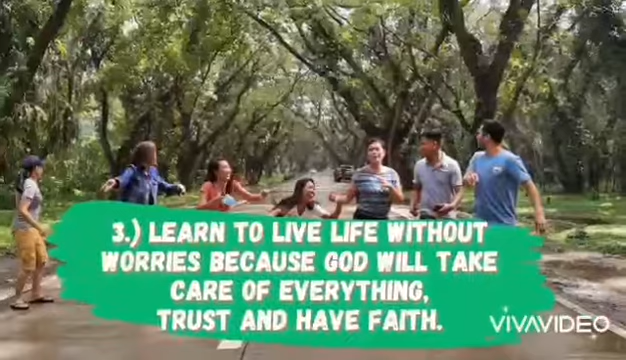 3.) LEARN TO LIVE LIFE WITHOUT
WORRIES BECAUSE GOD WILL TAKE
CARE OF EVERYTHING,
TRUST AND HAVE FAITH.
VIVAVIDEO